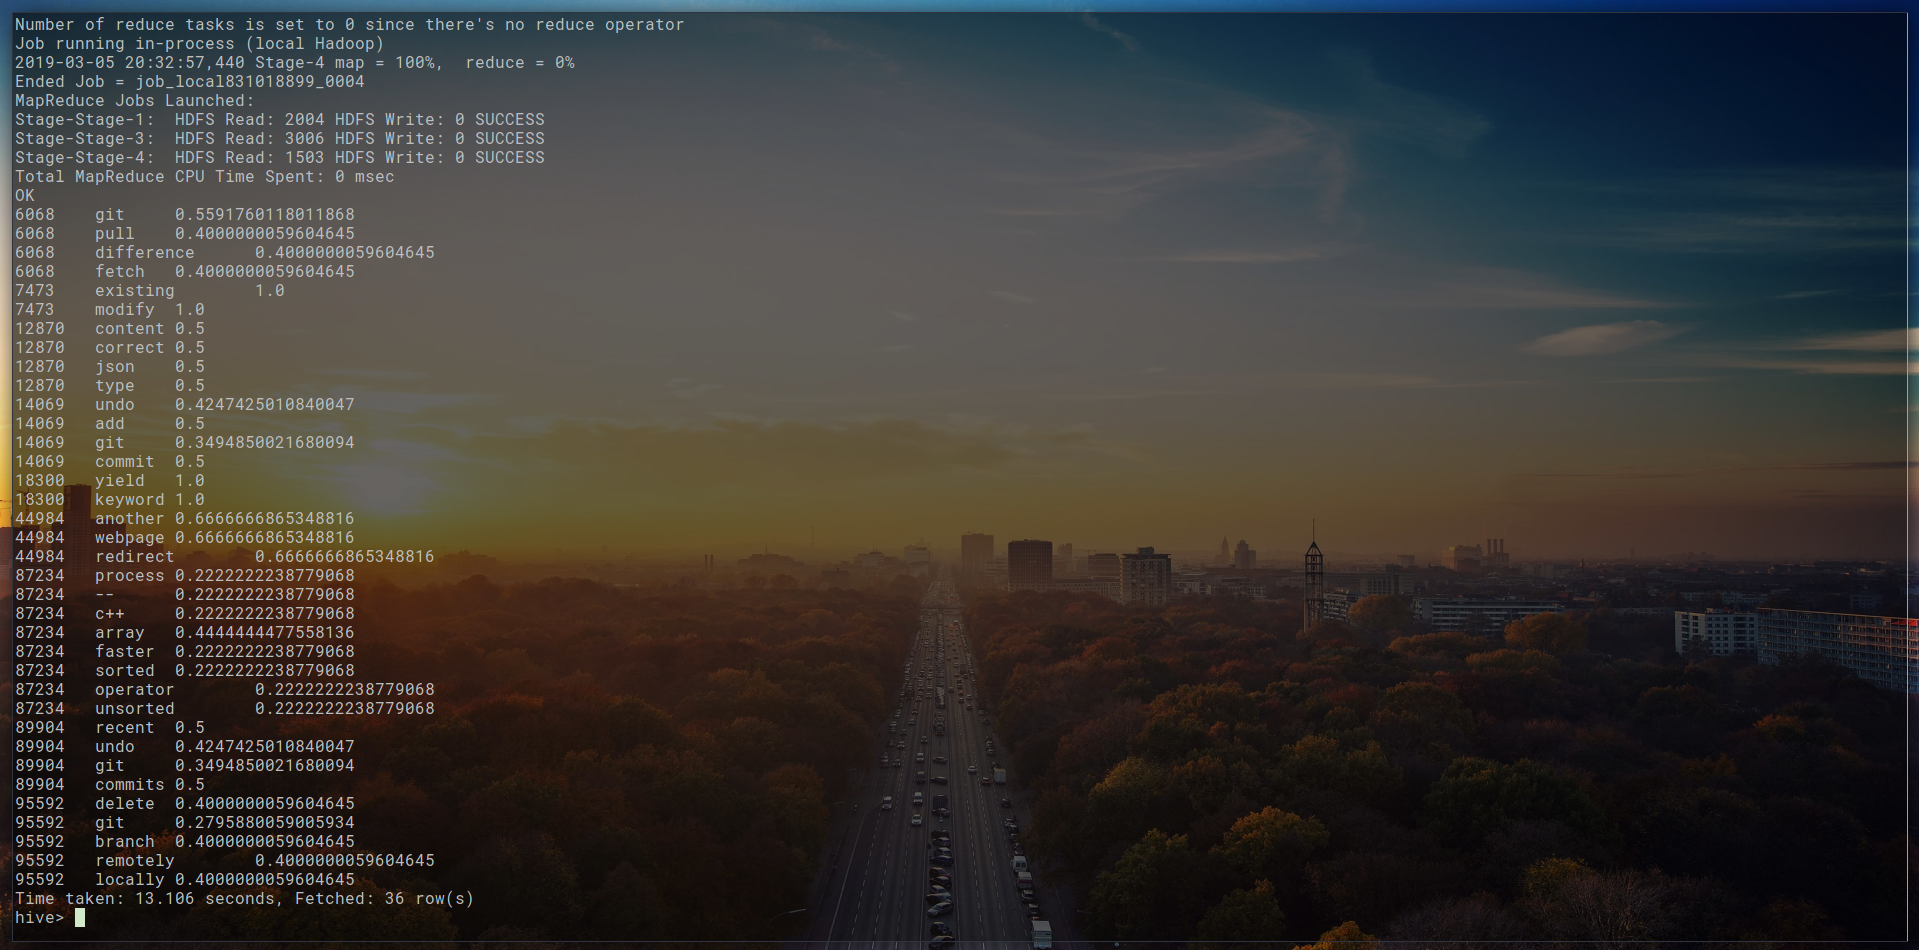 Number of reduce tasks is set to 0 since there's no reduce operator
Job running in-process (local Hadoop)
2019-03-05 20:32:57,440 Stage-4 map = 100%,  reduce = 0%
Ended Job = job_local831018899_0004
MapReduce Jobs Launched:
Stage-Stage-1:  HDFS Read: 2004 HDFS Write: 0 SUCCESS
Stage-Stage-3:  HDFS Read: 3006 HDFS Write: 0 SUCCESS
Stage-Stage-4:  HDFS Read: 1503 HDFS Write: 0 SUCCESS
Total MapReduce CPU Time Spent: 0 msec
OK
6068    git     0.5591760118011868
6068    pull    0.4000000059604645
6068    difference      0.4000000059604645
6068    fetch   0.4000000059604645
7473    existing        1.0
7473    modify  1.0
12870   content 0.5
12870   correct 0.5
12870   json    0.5
12870   type    0.5
14069   undo    0.4247425010840047
14069   add     0.5
14069   git     0.3494850021680094
14069   commit  0.5
18300   yield   1.0
18300   keyword 1.0
44984   another 0.6666666865348816
44984   webpage 0.6666666865348816
44984   redirect        0.6666666865348816
87234   process 0.2222222238779068
87234   --      0.2222222238779068
87234   c++     0.2222222238779068
87234   array   0.4444444477558136
87234   faster  0.2222222238779068
87234   sorted  0.2222222238779068
87234   operator        0.2222222238779068
87234   unsorted        0.2222222238779068
89904   recent  0.5
89904   undo    0.4247425010840047
89904   git     0.3494850021680094
89904   commits 0.5
95592   delete  0.4000000059604645
95592   git     0.2795880059005934
95592   branch  0.4000000059604645
95592   remotely        0.4000000059604645
95592   locally 0.4000000059604645
Time taken: 13.106 seconds, Fetched: 36 row(s)
hive>